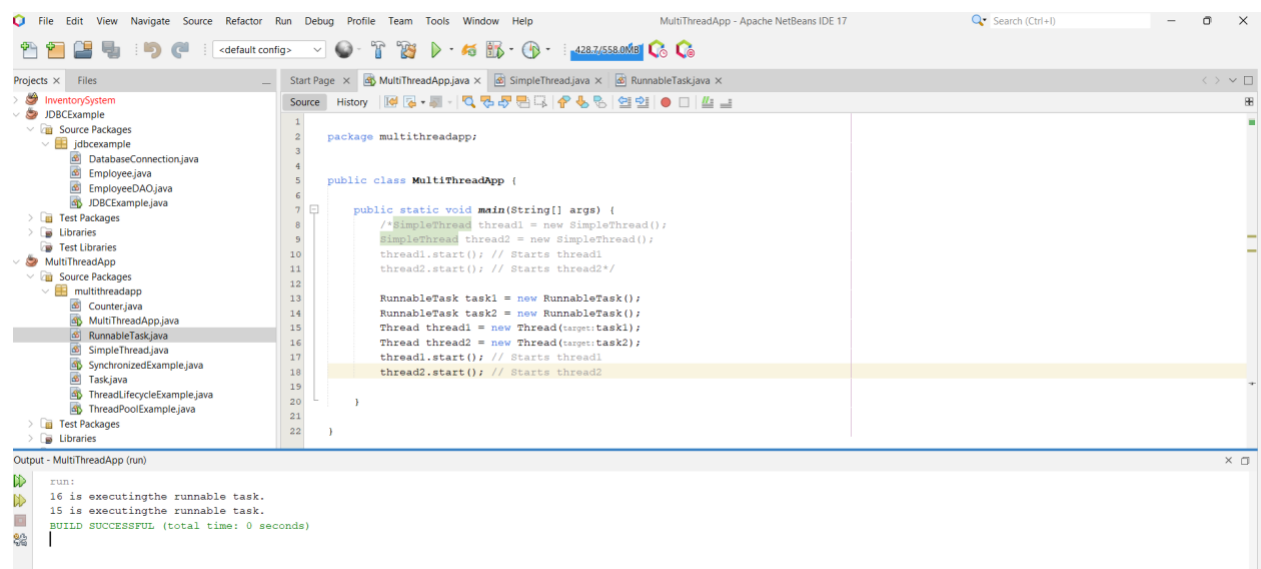 File Edit View Navigate Source Refactor Run Debug Profile Team Tools Window Help MultiThreadApp - Apache NetBeans IDE 17 Search (Ctrl+I)
<default config> 428.7/558.0MB
Projects Files
InventorySystem
JDBCExample
Source Packages
jdbcexample
DatabaseConnection.java
Employee.java
EmployeeDAO.java
JDBCExample.java
Test Packages
Libraries
Test Libraries
MultiThreadApp
Source Packages
multithreadapp
Counter.java
MultiThreadApp.java
RunnableTask.java
SimpleThread.java
SynchronizedExample.java
Task.java
ThreadLifecycleExample.java
ThreadPoolExample.java
Test Packages
Libraries
Start Page MultiThreadApp.java SimpleThread.java RunnableTask.java
Source History
1
2 package multithreadapp;
3
4
5 public class MultiThreadApp {
6
7 public static void main(String[] args) {
8 /*SimpleThread thread1 = new SimpleThread();
9 SimpleThread thread2 = new SimpleThread();
10 thread1.start(); // Starts thread1
11 thread2.start(); // Starts thread2*/
12
13 RunnableTask task1 = new RunnableTask();
14 RunnableTask task2 = new RunnableTask();
15 Thread thread1 = new Thread(target:task1);
16 Thread thread2 = new Thread(target:task2);
17 thread1.start(); // Starts thread1
18 thread2.start(); // Starts thread2
19
20 }
21
22 }
Output - MultiThreadApp (run)
run:
16 is executingthe runnable task.
15 is executingthe runnable task.
BUILD SUCCESSFUL (total time: 0 seconds)